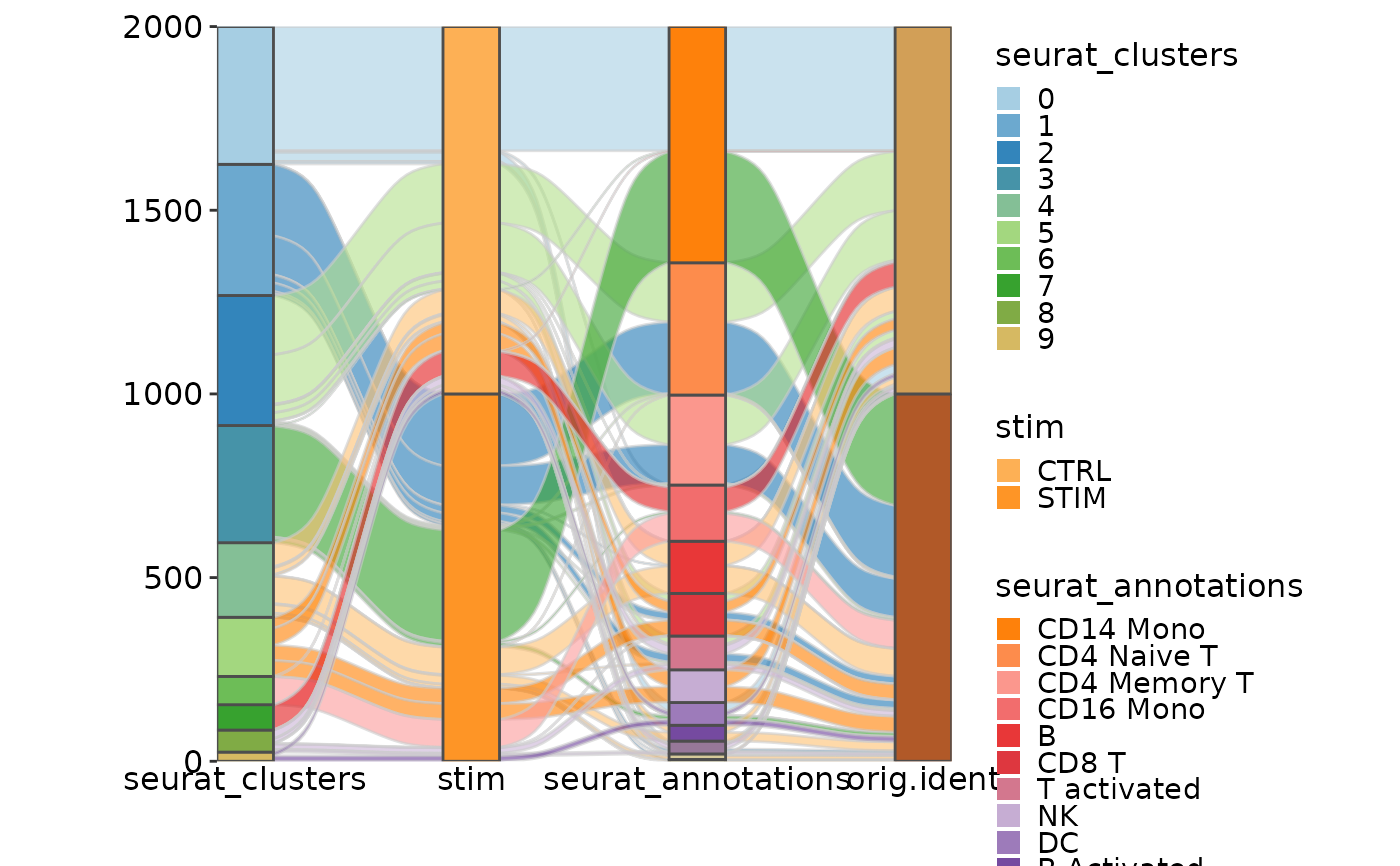 2000
1500
1000
500
0
seurat_clusters
stim
seurat_annotations
orig.ident
seurat_clusters
0
1
2
3
4
5
6
7
8
9
stim
CTRL
STIM
seurat_annotations
CD14 Mono
CD4 Naive T
CD4 Memory T
CD16 Mono
B
CD8 T
T activated
NK
DC
B Activated